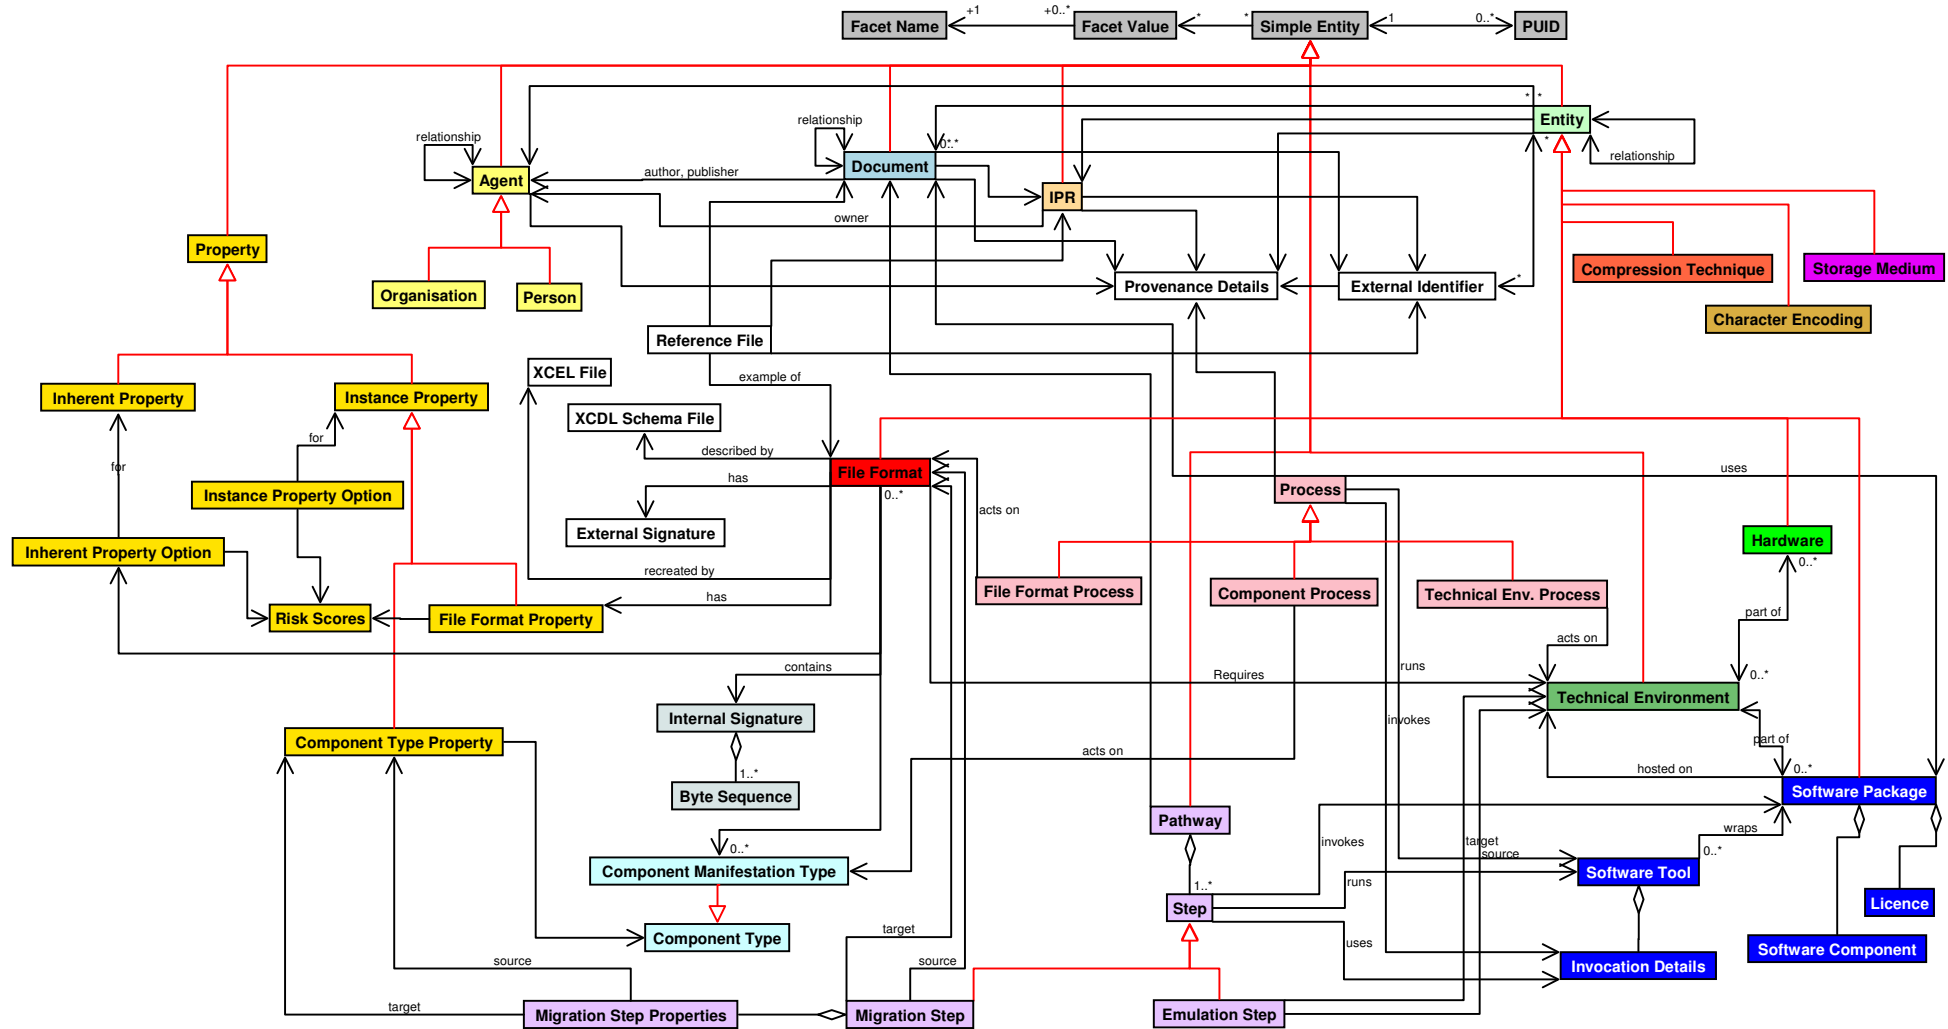 Facet Name
+1
+0..*
Facet Value
*
*
Simple Entity
1
0..*
PUID
* *
Entity
*
relationship
relationship
relationship
0..*
Document
Agent
author, publisher
IPR
owner
Property
Organisation
Person
Provenance Details
External Identifier
*
Compression Technique
Storage Medium
Character Encoding
Reference File
XCEL File
example of
Inherent Property
Instance Property
XCDL Schema File
for
for
described by
File Format
has
0..*
uses
Process
Instance Property Option
acts on
External Signature
Inherent Property Option
Hardware
0..*
recreated by
File Format Process
Component Process
Technical Env. Process
has
Risk Scores
File Format Property
part of
acts on
contains
Requires
runs
0..*
Technical Environment
Internal Signature
invokes
Component Type Property
part of
acts on
1..*
hosted on
0..*
Byte Sequence
Software Package
Pathway
wraps
invokes
target
source
0..*
0..*
Component Manifestation Type
Software Tool
runs
1..*
Step
Licence
target
Component Type
uses
Software Component
source
source
Invocation Details
target
Migration Step Properties
Migration Step
Emulation Step